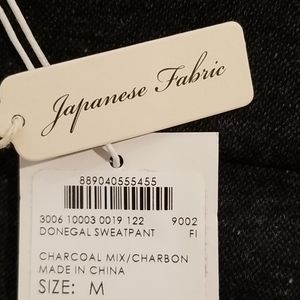 Japanese Fabric
889040555455
3006 10003 0019 122 9002
DONEGAL SWEATPANT FI
CHARCOAL MIX/CHARBON
MADE IN CHINA
SIZE: M